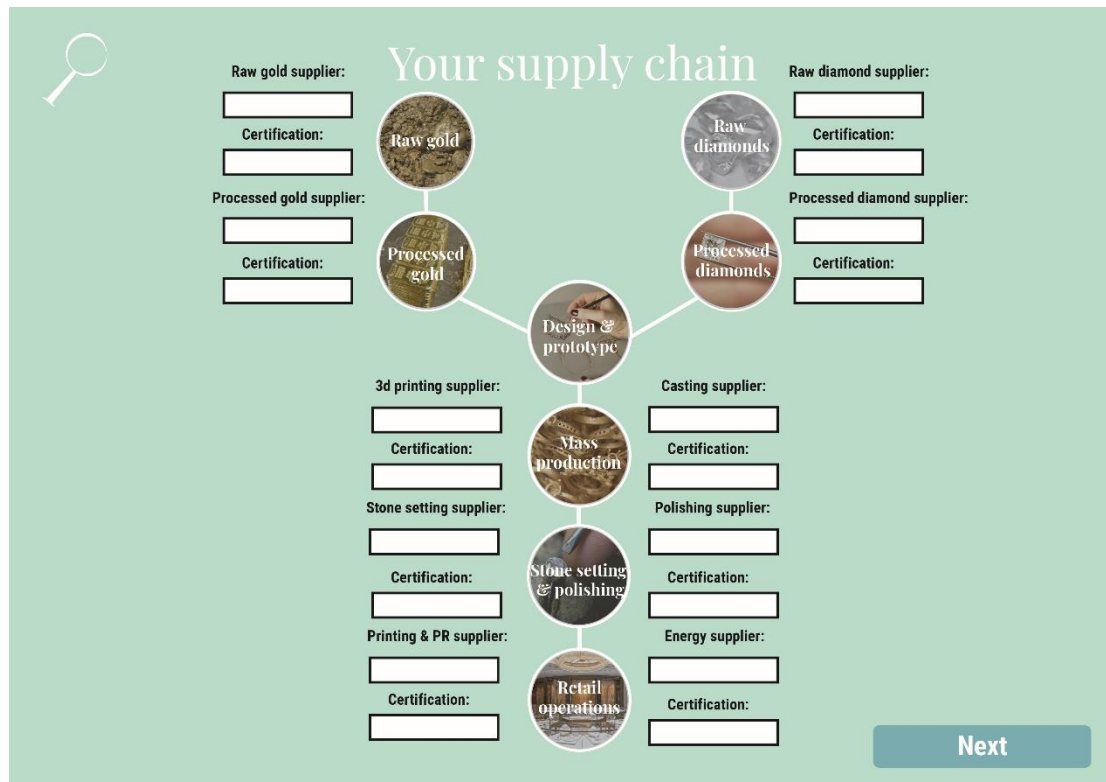 Your supply chain
Raw gold supplier:
Certification:
Processed gold supplier:
Certification:
Raw gold
Processed
gold
Raw
diamonds
Processed
diamonds
Raw diamond supplier:
Certification:
Processed diamond supplier:
Certification:
Design &
prototype
3d printing supplier:
Certification:
Mass
production
Casting supplier:
Certification:
Stone setting supplier:
Certification:
Stone setting
& polishing
Polishing supplier:
Certification:
Printing & PR supplier:
Certification:
Retail
operations
Energy supplier:
Certification:
Next